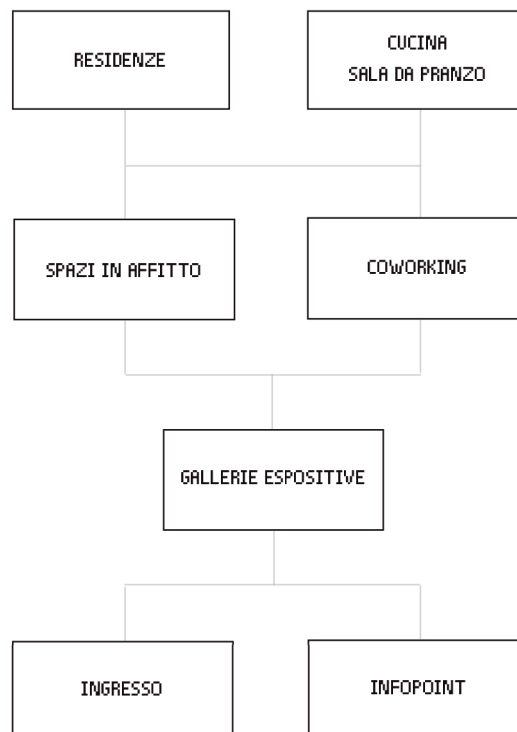 RESIDENZE
CUCINA
SALA DA PRANZO
SPAZI IN AFFITTO
COWORKING
GALLERIE ESPOSITIVE
INGRESSO
INFOPOINT